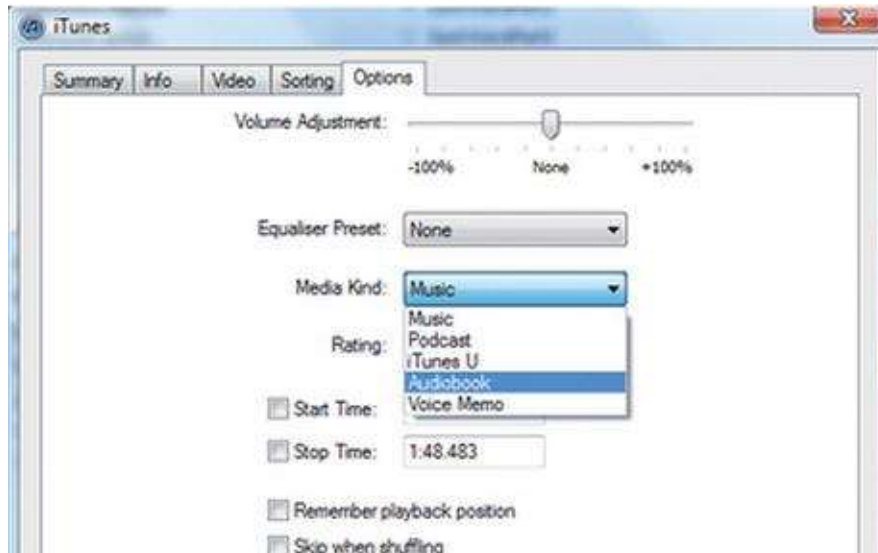 iTunes
Summary Info Video Sorting Options
Volume Adjustment:
-100% None +100%
Equaliser Preset: None
Media Kind: Music
Music
Rating: Podcast
iTunes U
Audiobook
Start Time: Voice Memo
Stop Time: 1:48.483
Remember playback position
Skip when shuffling